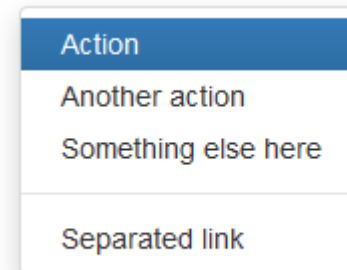 Action
Another action
Something else here
Separated link